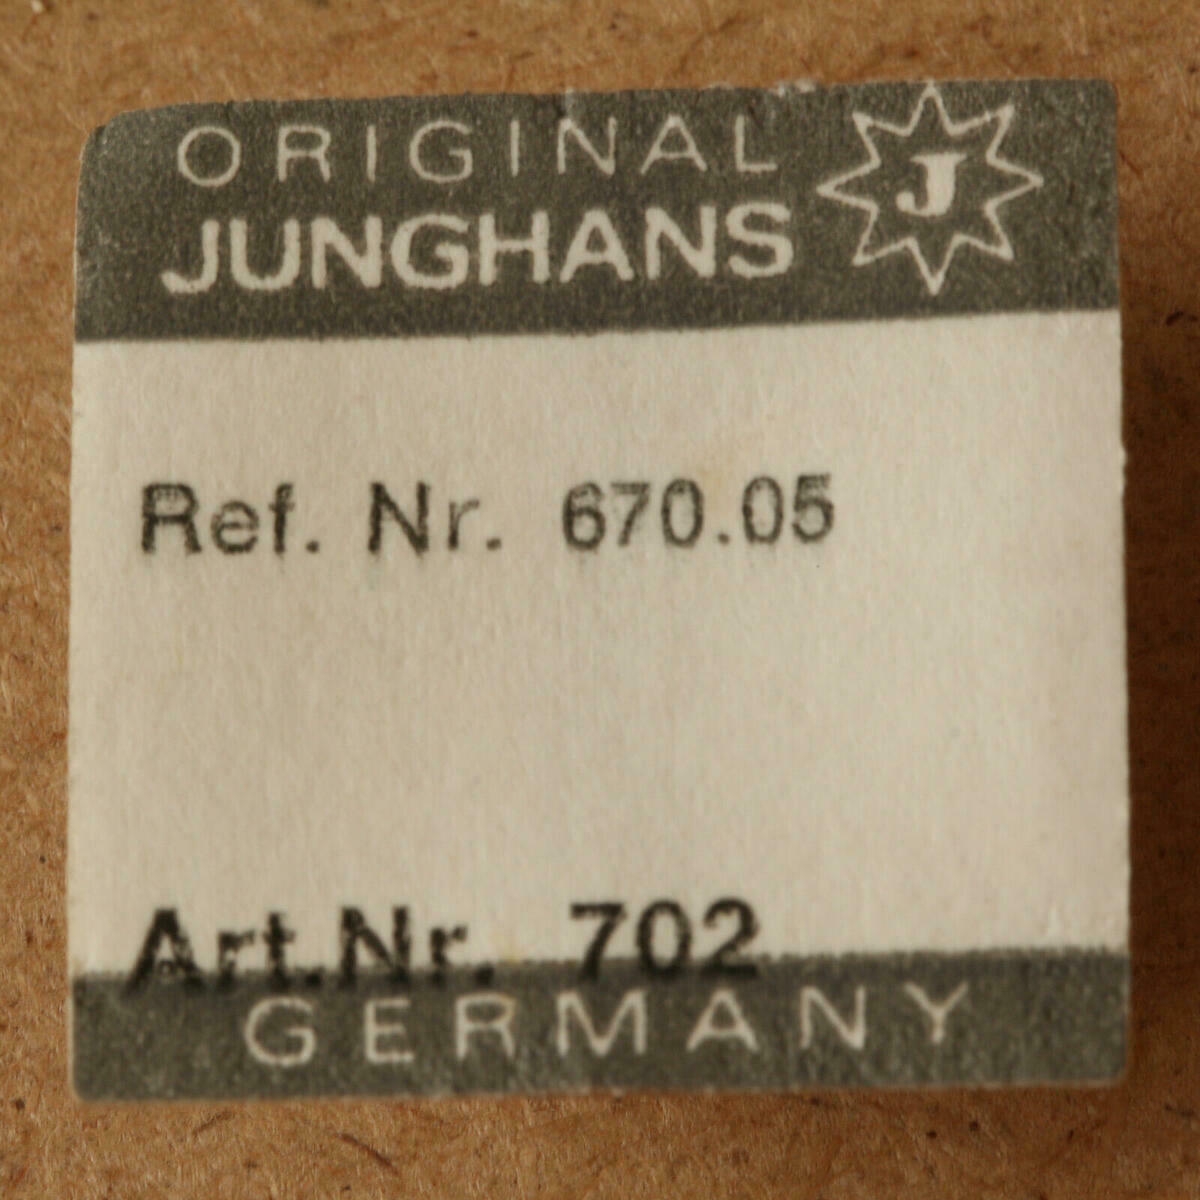 ORIGINAL
JUNGHANS
J
Ref. Nr. 670.05
Art.Nr. 702
GERMANY